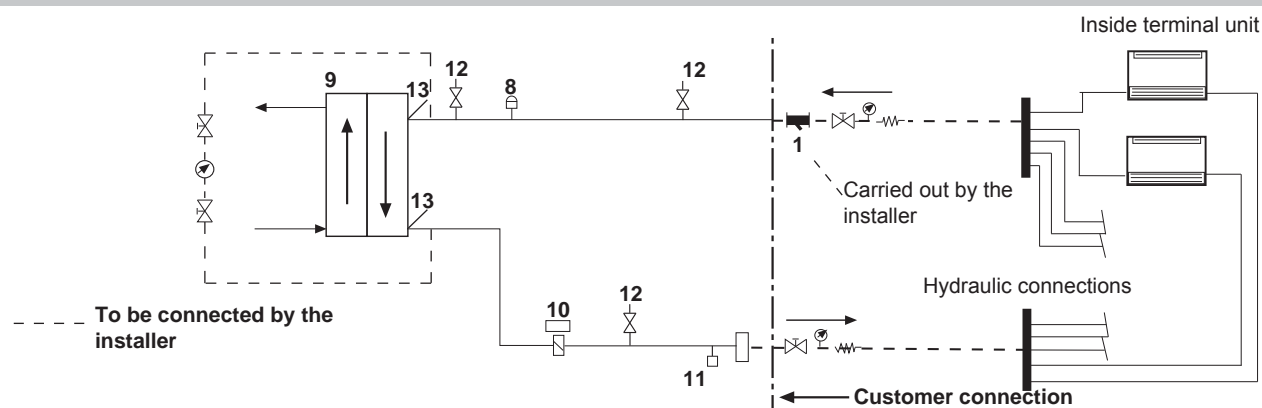 Inside terminal unit
9
13
12
8
12
1
Carried out by the
installer
13
Hydraulic connections
To be connected by the
installer
10
12
11
Customer connection